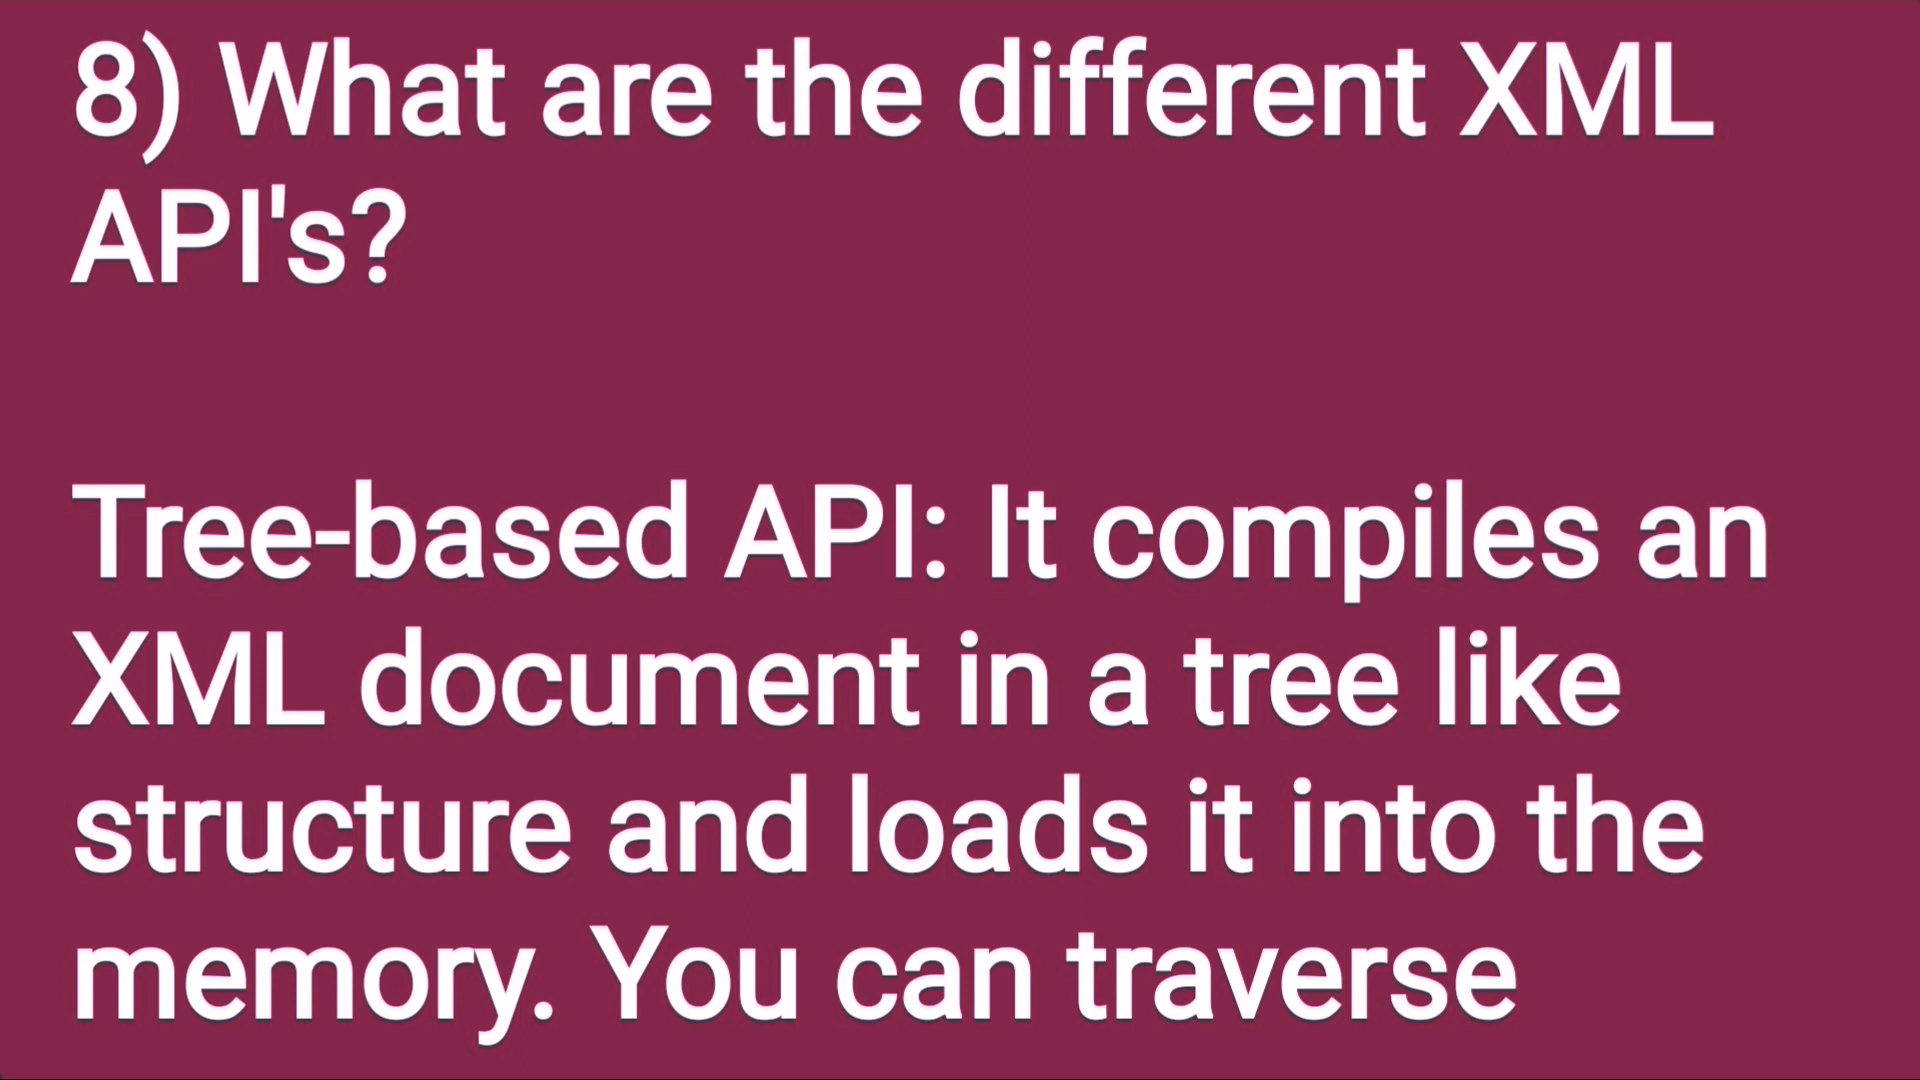 8) What are the different XML
API's?
Tree-based API: It compiles an
XML document in a tree like
structure and loads it into the
memory. You can traverse